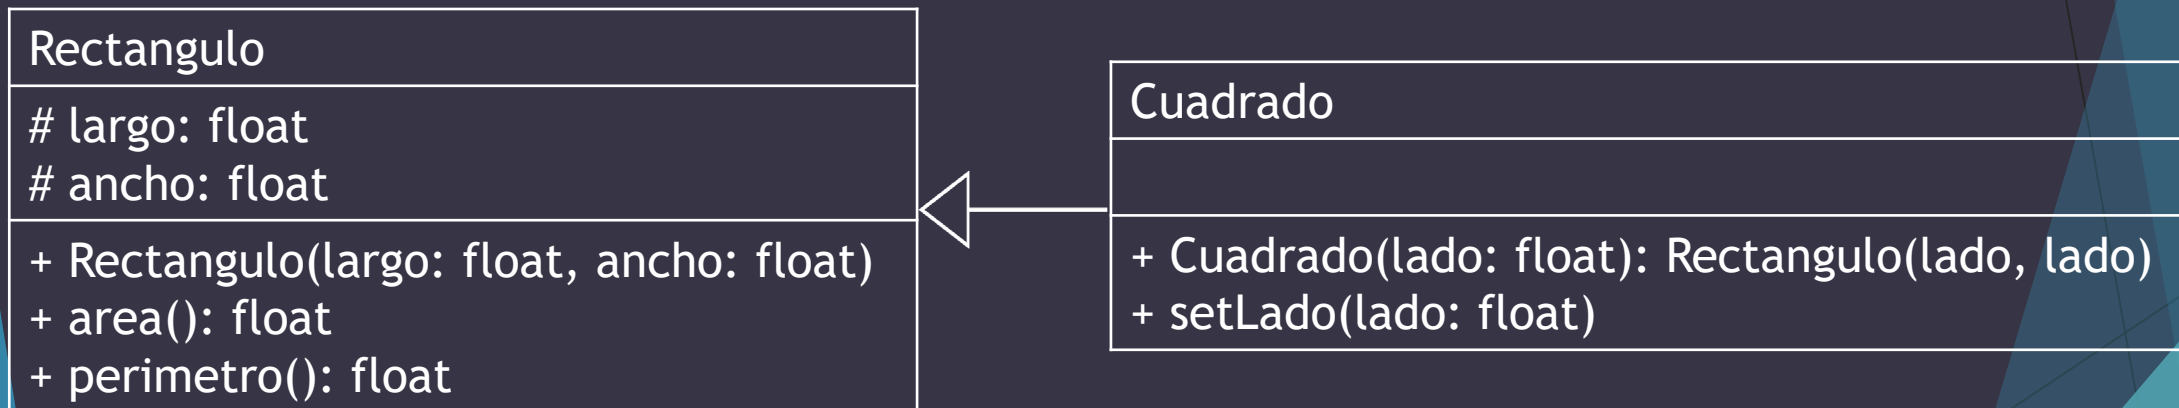 Rectangulo
# largo: float
# ancho: float
+ Rectangulo(largo: float, ancho: float)
+ area(): float
+ perimetro(): float
Cuadrado
+ Cuadrado(lado: float): Rectangulo(lado, lado)
+ setLado(lado: float)